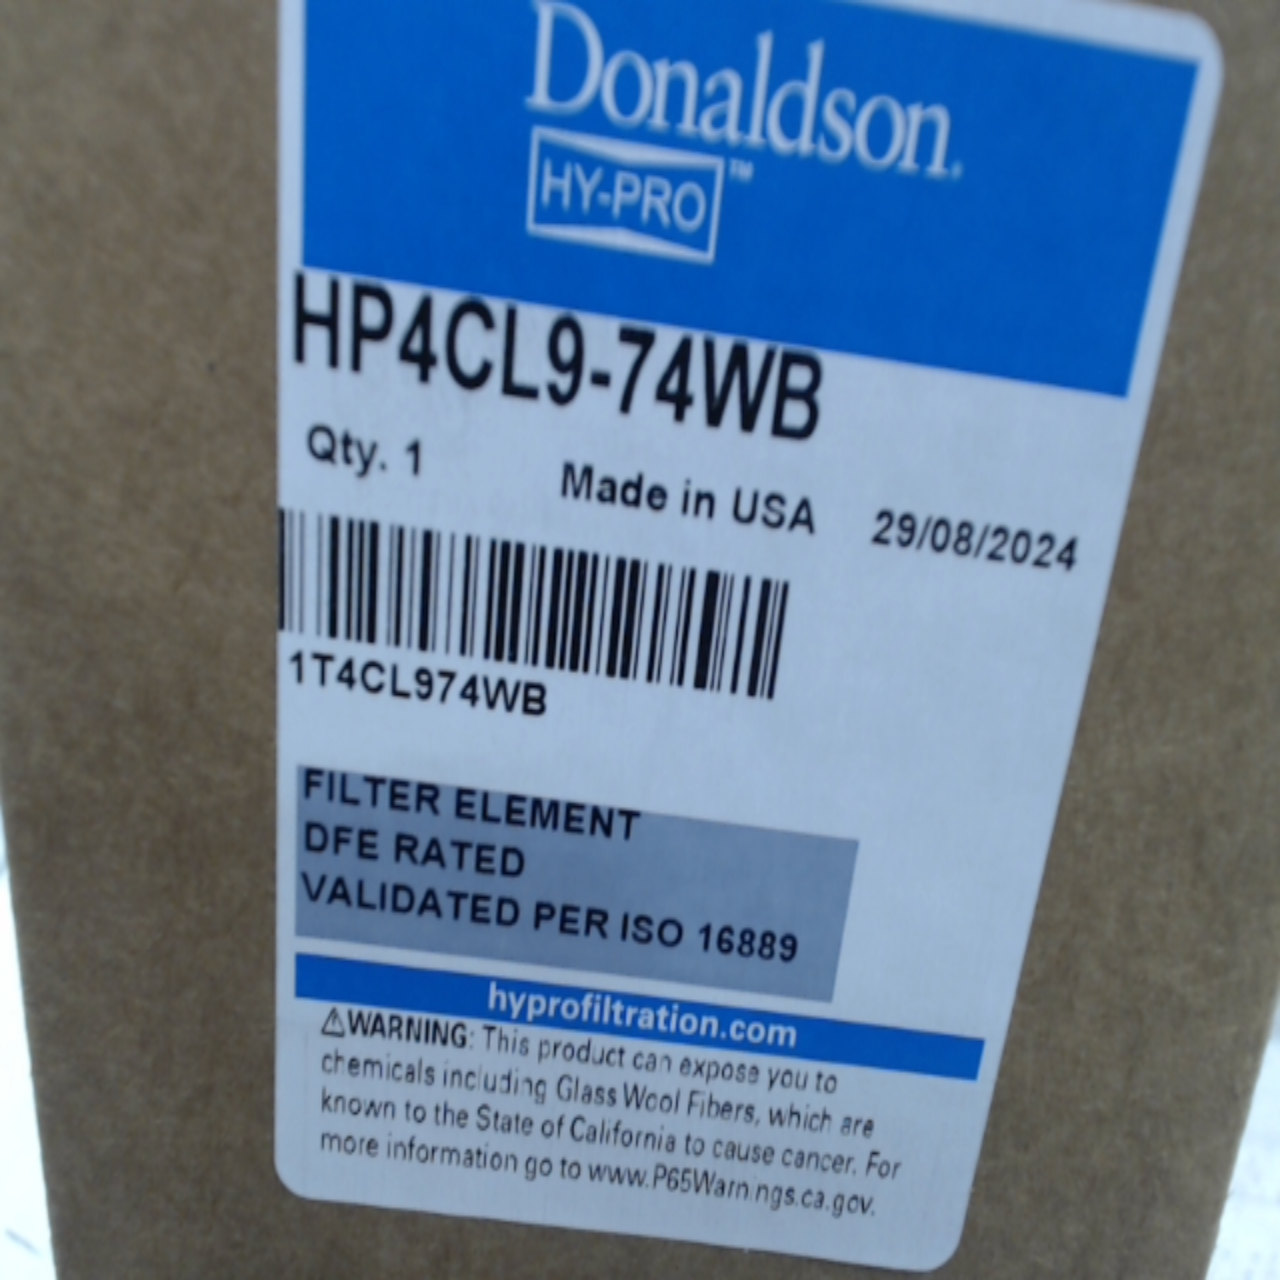 Donaldson.
HY-PRO™
HP4CL9-74WB
Qty. 1 Made in USA 29/08/2024
1T4CL974WB
FILTER ELEMENT
DFE RATED
VALIDATED PER ISO 16889
hyprofiltration.com
⚠WARNING: This product can expose you to
chemicals including Glass Wool Fibers, which are
known to the State of California to cause cancer. For
more information go to www.P65Warnings.ca.gov.